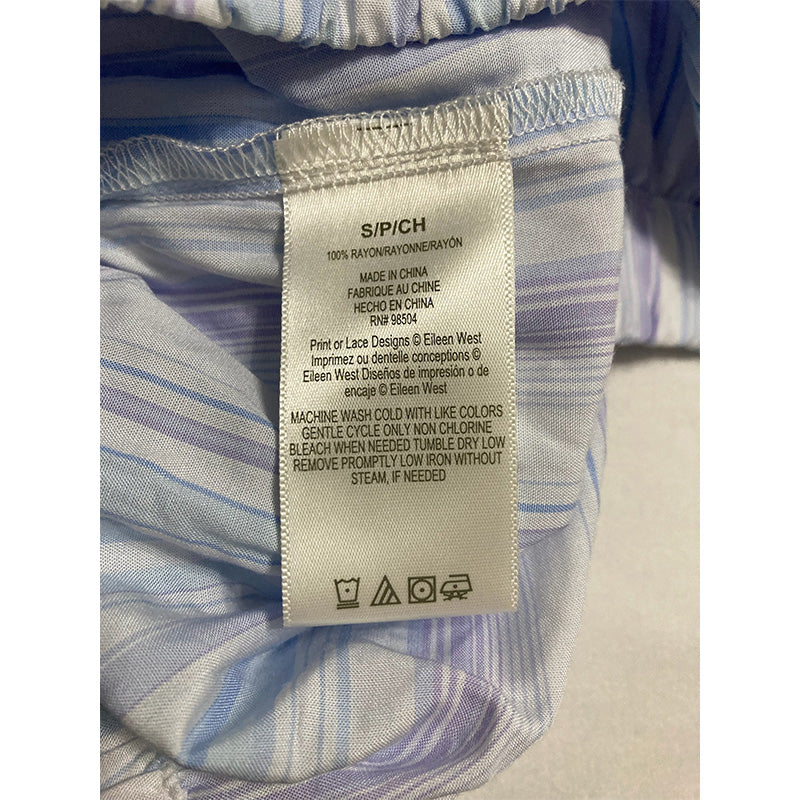 S/P/CH
100% RAYON/RAYONNE/RAYÓN
MADE IN CHINA
FABRIQUE AU CHINE
HECHO EN CHINA
RN# 98504
Print or Lace Designs © Eileen West
Imprimez ou dentelle conceptions ©
Eileen West Diseños de impresión o de
encaje © Eileen West
MACHINE WASH COLD WITH LIKE COLORS
GENTLE CYCLE ONLY NON CHLORINE
BLEACH WHEN NEEDED TUMBLE DRY LOW
REMOVE PROMPTLY LOW IRON WITHOUT
STEAM, IF NEEDED